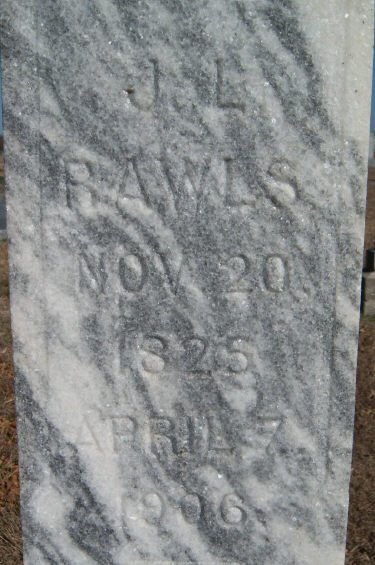 J. L.
RAWLS
NOV. 20,
1825
APRIL 7,
1906.